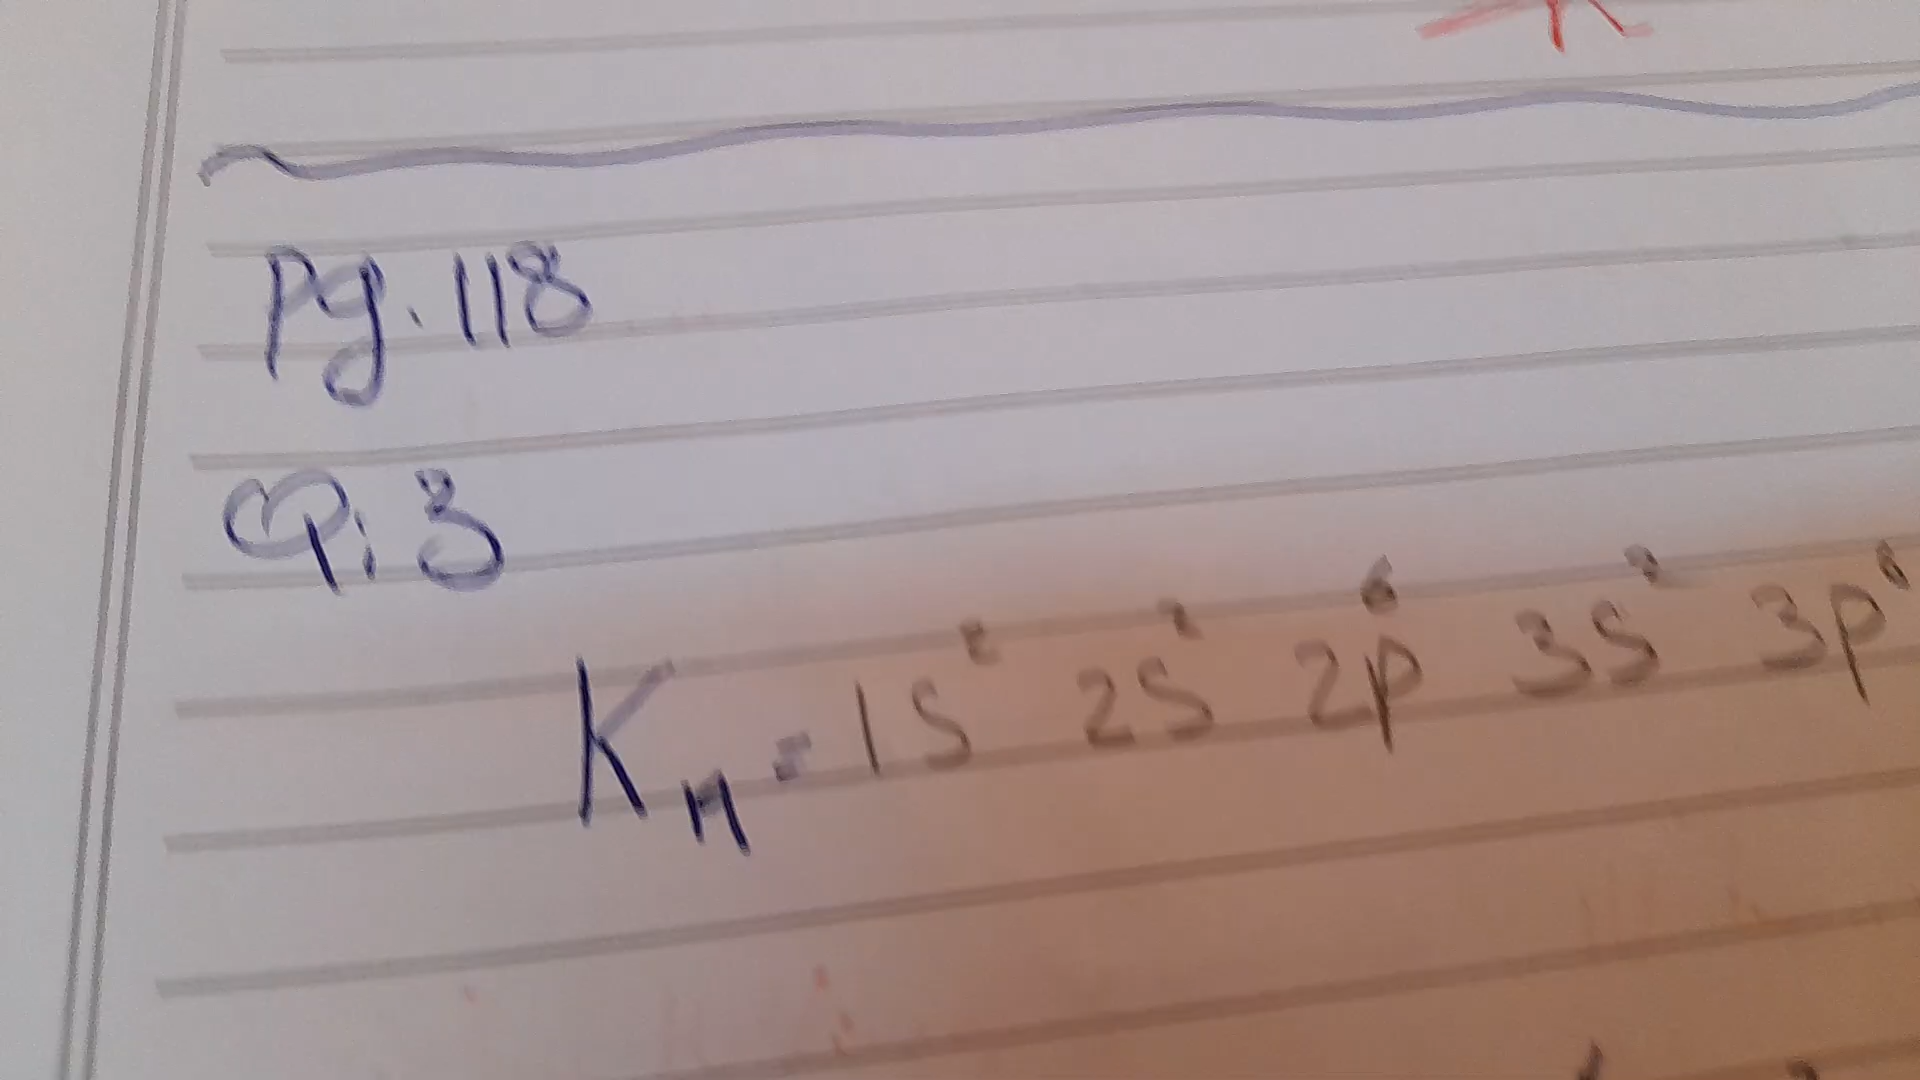 Pg. 118
Q: 3
K₁₉ = 1S² 2S² 2p⁶ 3S² 3p⁶